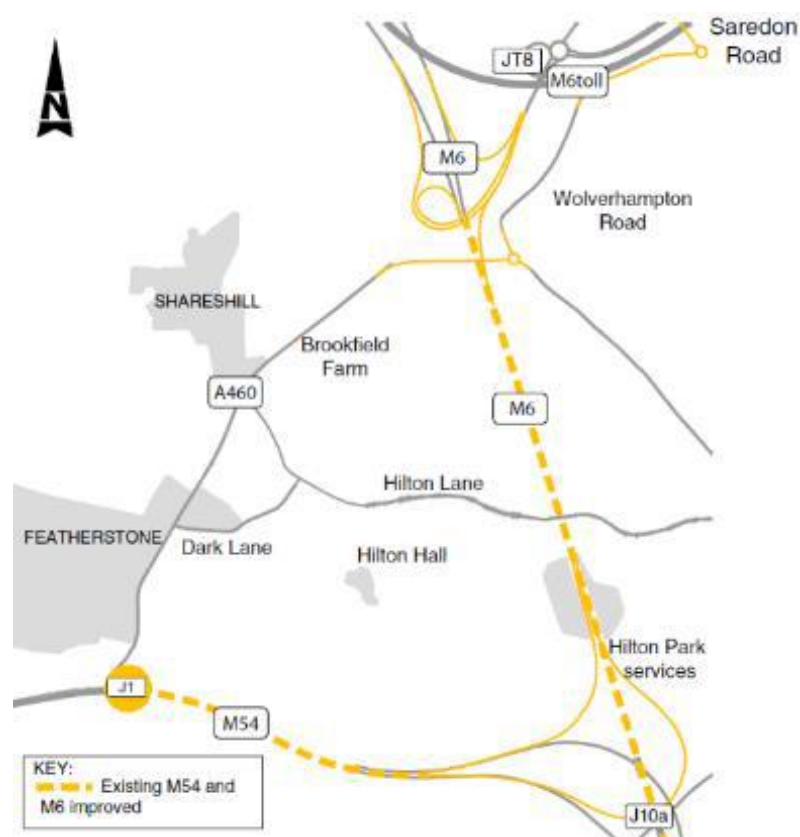 Saredon
Road
JT8
M6toll
N
M6
Wolverhampton
Road
SHARESHILL
Brookfield
Farm
A460
M6
Hilton Lane
FEATHERSTONE
Dark Lane
Hilton Hall
Hilton Park
services
J1
M54
KEY:
Existing M54 and
M6 improved
J10a